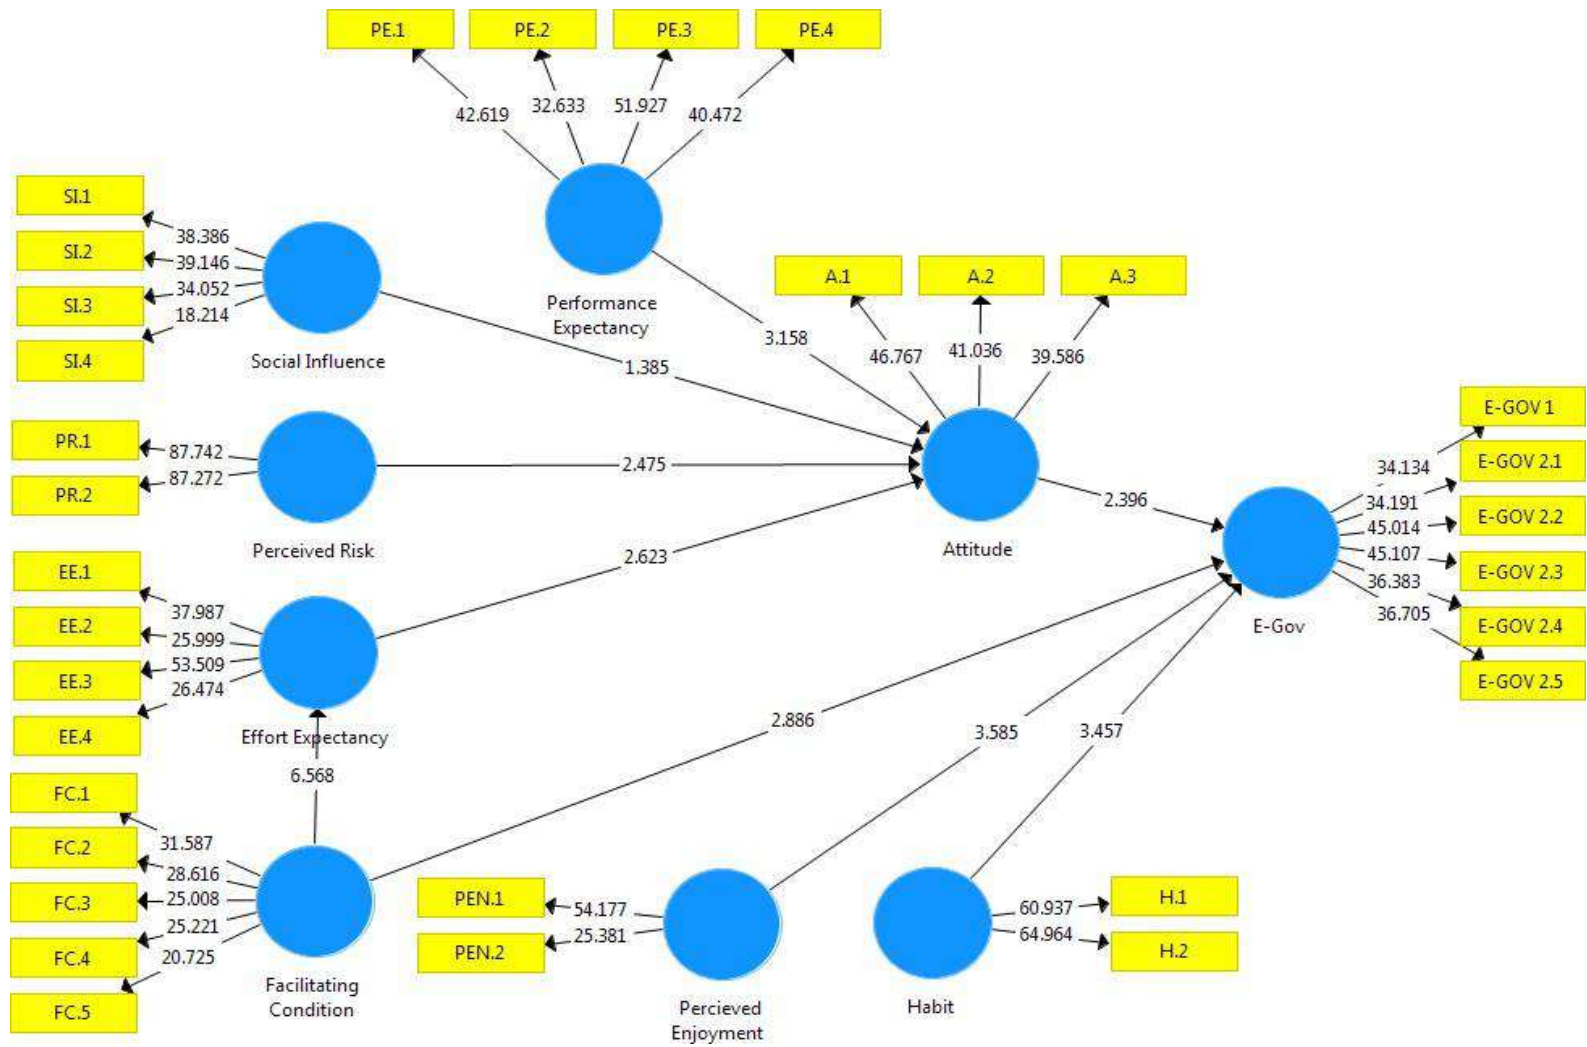 PE.1
PE.2
PE.3
PE.4
42.619
32.633
51.927
40.472
Performance
Expectancy
SI.1
SI.2
SI.3
SI.4
38.386
39.146
34.052
18.214
Social Influence
PR.1
PR.2
87.742
87.272
Perceived Risk
EE.1
EE.2
EE.3
EE.4
37.987
25.999
53.509
26.474
Effort Expectancy
6.568
FC.1
FC.2
FC.3
FC.4
FC.5
31.587
28.616
25.008
25.221
20.725
Facilitating
Condition
3.158
1.385
2.475
2.623
A.1
A.2
A.3
46.767
41.036
39.586
Attitude
2.396
2.886
3.585
3.457
PEN.1
PEN.2
54.177
25.381
Percieved
Enjoyment
H.1
H.2
60.937
64.964
Habit
E-GOV 1
E-GOV 2.1
E-GOV 2.2
E-GOV 2.3
E-GOV 2.4
E-GOV 2.5
34.134
34.191
45.014
45.107
36.383
36.705
E-Gov